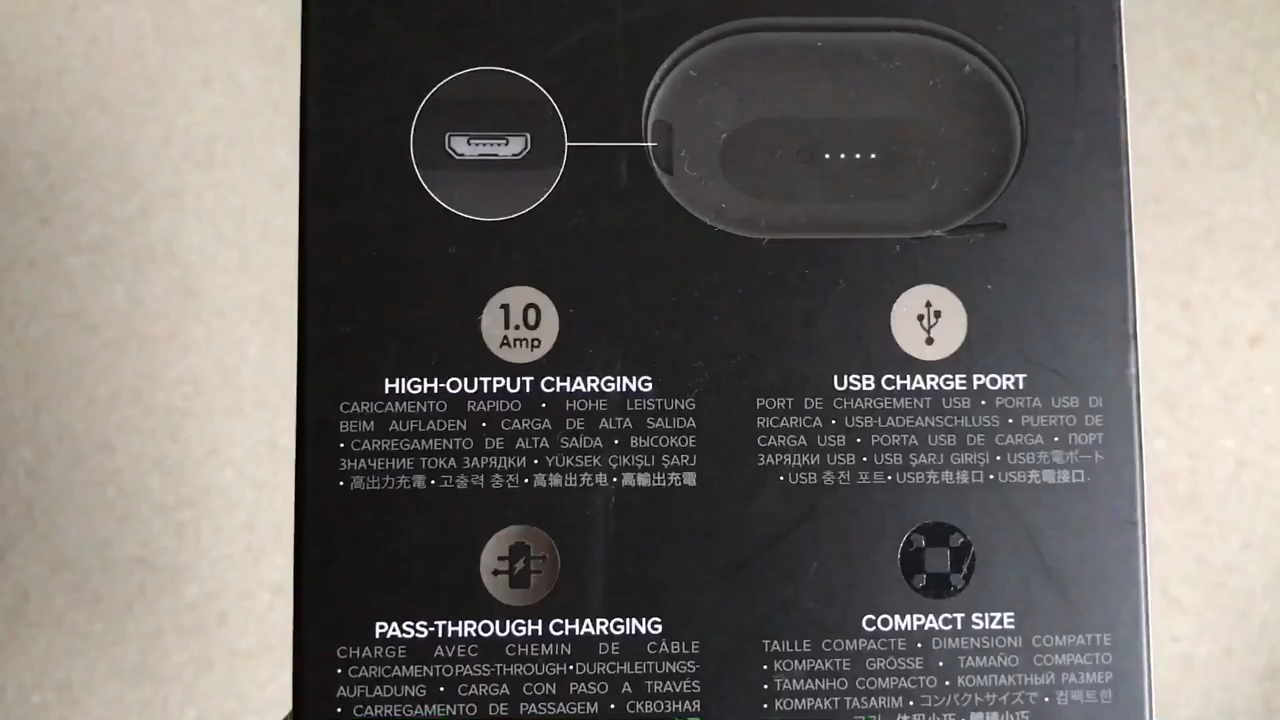 1.0
Amp
HIGH-OUTPUT CHARGING
CARICAMENTO RAPIDO • HOHE LEISTUNG
BEIM AUFLADEN • CARGA DE ALTA SALIDA
• CARREGAMENTO DE ALTA SAÍDA • ВЫСОКОЕ
ЗНАЧЕНИЕ ТОКА ЗАРЯДКИ • YÜKSEK ÇIKIŞLI ŞARJ
• 高出力充電 • 고출력 충전 • 高输出充电 • 高輸出充電
USB CHARGE PORT
PORT DE CHARGEMENT USB • PORTA USB DI
RICARICA • USB-LADEANSCHLUSS • PUERTO DE
CARGA USB • PORTA USB DE CARGA • ПОРТ
ЗАРЯДКИ USB • USB ŞARJ GIRIŞI • USB充電ポート
• USB 충전 포트 • USB充电接口 • USB充電接口.
PASS-THROUGH CHARGING
CHARGE AVEC CHEMIN DE CÂBLE
• CARICAMENTO PASS-THROUGH • DURCHLEITUNGS-
AUFLADUNG • CARGA CON PASO A TRAVÉS
• CARREGAMENTO DE PASSAGEM • СКВОЗНАЯ
COMPACT SIZE
TAILLE COMPACTE • DIMENSIONI COMPATTE
• KOMPAKTE GRÖSSE • TAMAÑO COMPACTO
• TAMANHO COMPACTO • КОМПАКТНЫЙ РАЗМЕР
• KOMPAKT TASARIM • コンパクトサイズで • 컴팩트한